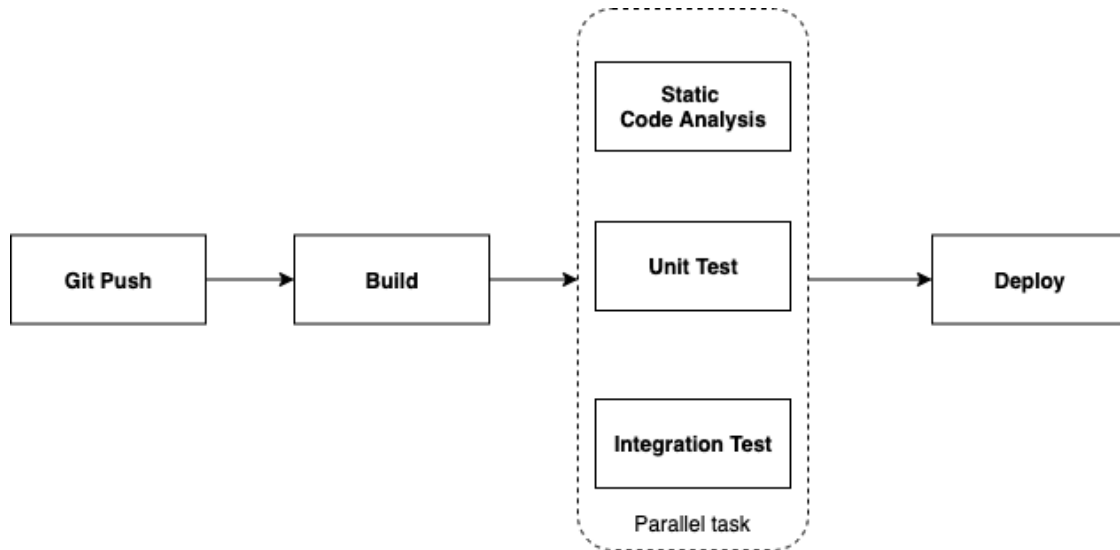 Static
Code Analysis
Git Push
Build
Unit Test
Deploy
Integration Test
Parallel task